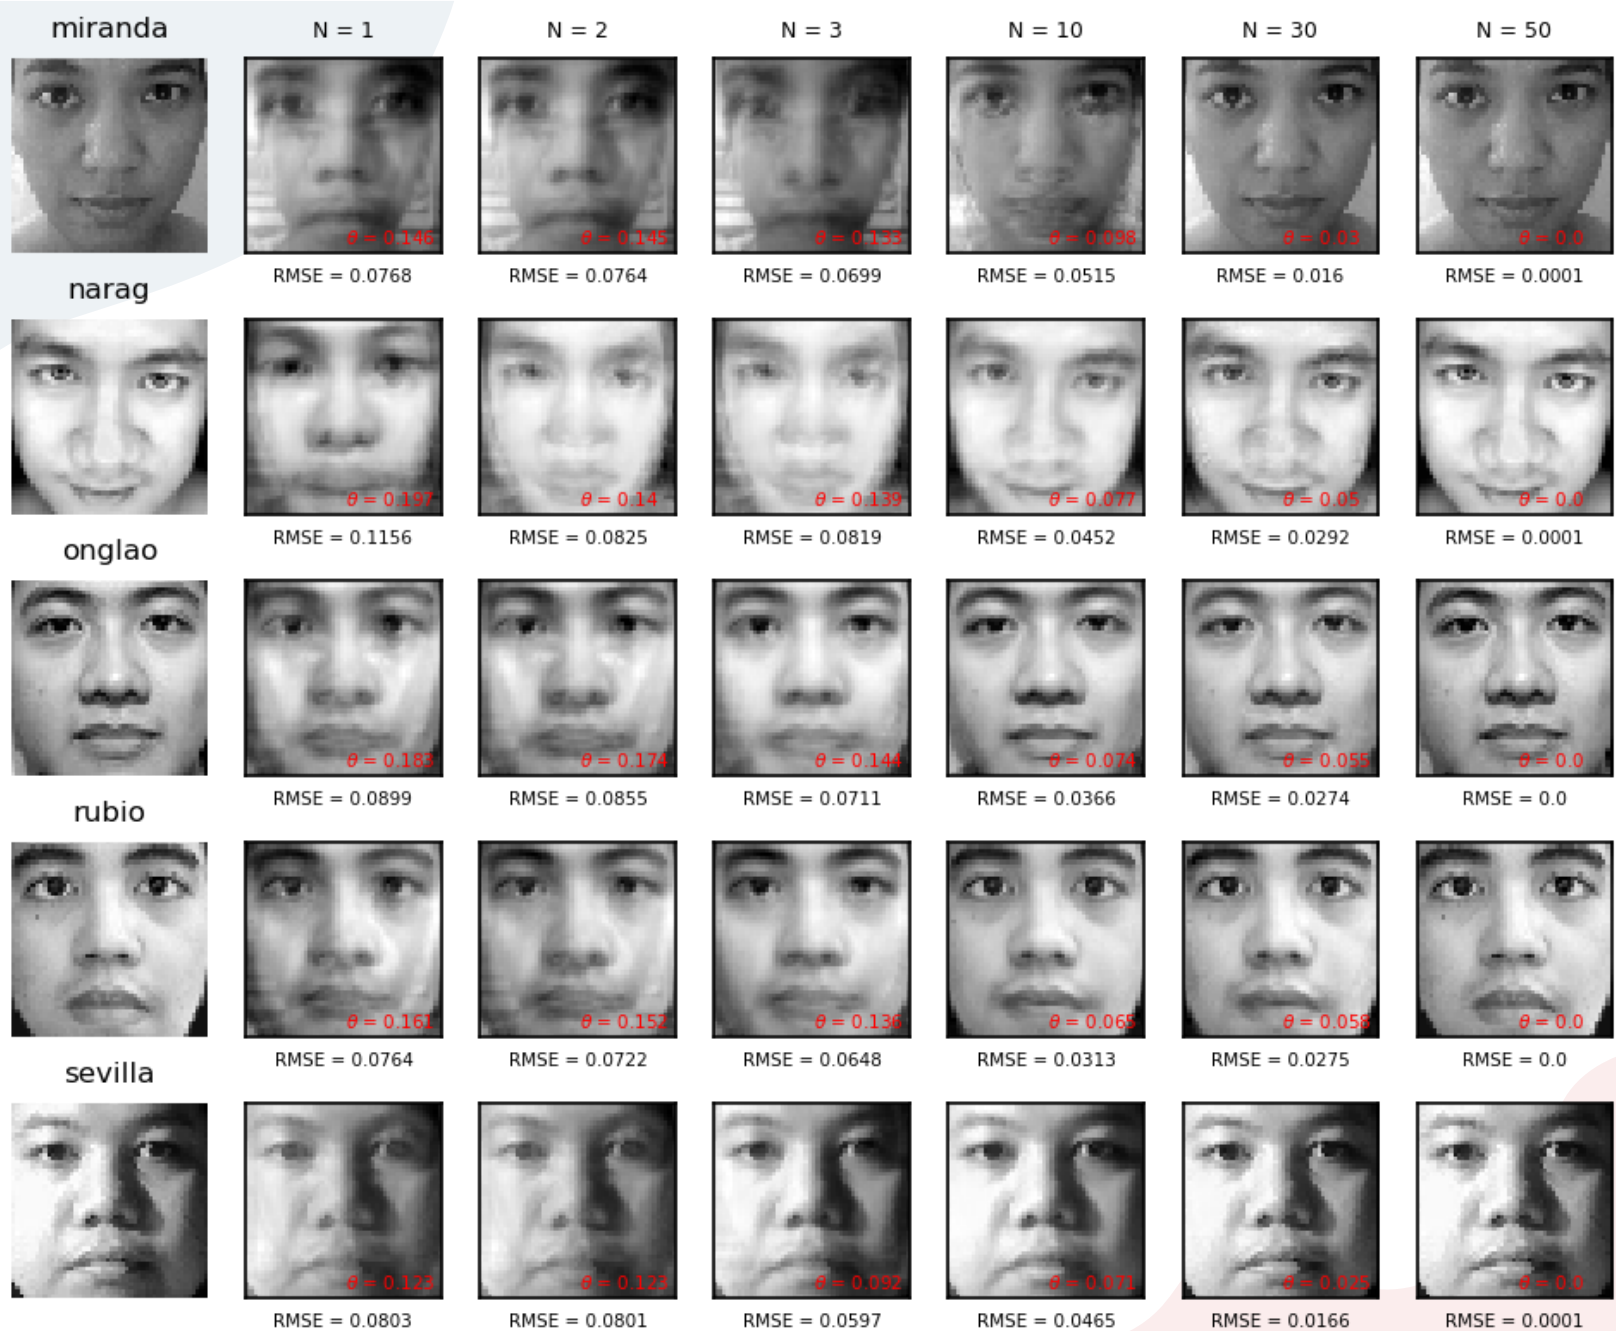 miranda N = 1 N = 2 N = 3 N = 10 N = 30 N = 50
θ = 0.146 θ = 0.145 θ = 0.133 θ = 0.098 θ = 0.03 θ = 0.0
RMSE = 0.0768 RMSE = 0.0764 RMSE = 0.0699 RMSE = 0.0515 RMSE = 0.016 RMSE = 0.0001
narag
θ = 0.197 θ = 0.14 θ = 0.139 θ = 0.077 θ = 0.05 θ = 0.0
RMSE = 0.1156 RMSE = 0.0825 RMSE = 0.0819 RMSE = 0.0452 RMSE = 0.0292 RMSE = 0.0001
onglao
θ = 0.183 θ = 0.174 θ = 0.144 θ = 0.074 θ = 0.055 θ = 0.0
RMSE = 0.0899 RMSE = 0.0855 RMSE = 0.0711 RMSE = 0.0366 RMSE = 0.0274 RMSE = 0.0
rubio
θ = 0.161 θ = 0.152 θ = 0.136 θ = 0.065 θ = 0.058 θ = 0.0
RMSE = 0.0764 RMSE = 0.0722 RMSE = 0.0648 RMSE = 0.0313 RMSE = 0.0275 RMSE = 0.0
sevilla
θ = 0.123 θ = 0.123 θ = 0.092 θ = 0.071 θ = 0.025 θ = 0.0
RMSE = 0.0803 RMSE = 0.0801 RMSE = 0.0597 RMSE = 0.0465 RMSE = 0.0166 RMSE = 0.0001